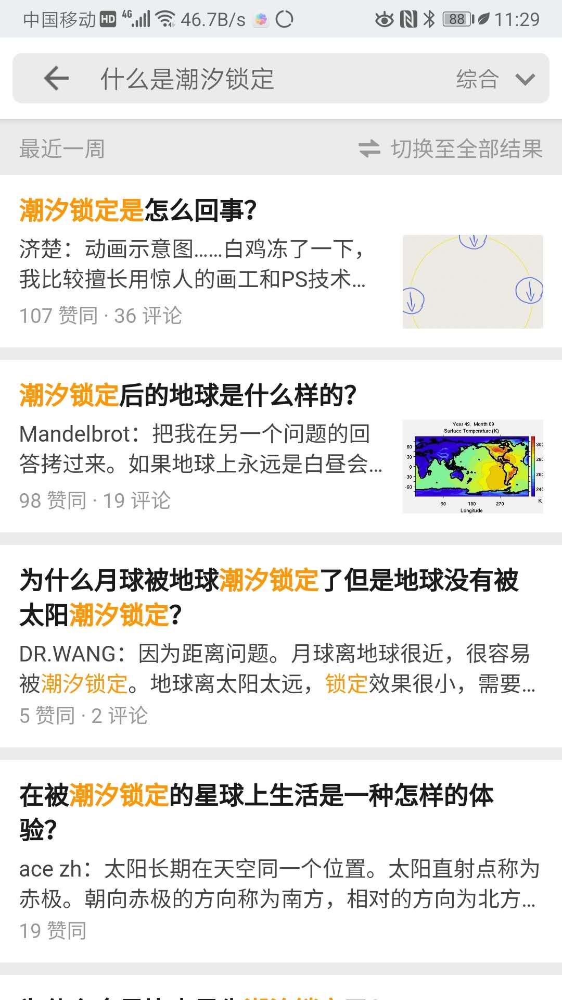 中国移动 HD 4G 46.7B/s 88 11:29
什么是潮汐锁定 综合
最近一周 切换至全部结果
潮汐锁定是怎么回事？
济楚：动画示意图……白鸡冻了一下，
我比较擅长用惊人的画工和PS技术...
107 赞同 · 36 评论
潮汐锁定后的地球是什么样的？
Mandelbrot：把我在另一个问题的回
答拷过来。如果地球上永远是白昼会...
98 赞同 · 19 评论
Year 49, Month 09
Surface Temperature (K)
60
30
0
30
-60
300
280
260
240
K
90 180 270
Longitude
为什么月球被地球潮汐锁定了但是地球没有被
太阳潮汐锁定？
DR.WANG：因为距离问题。月球离地球很近，很容易
被潮汐锁定。地球离太阳太远，锁定效果很小，需要...
5 赞同 · 2 评论
在被潮汐锁定的星球上生活是一种怎样的体
验？
ace zh：太阳长期在天空同一个位置。太阳直射点称为
赤极。朝向赤极的方向称为南方，相对的方向为北方...
19 赞同